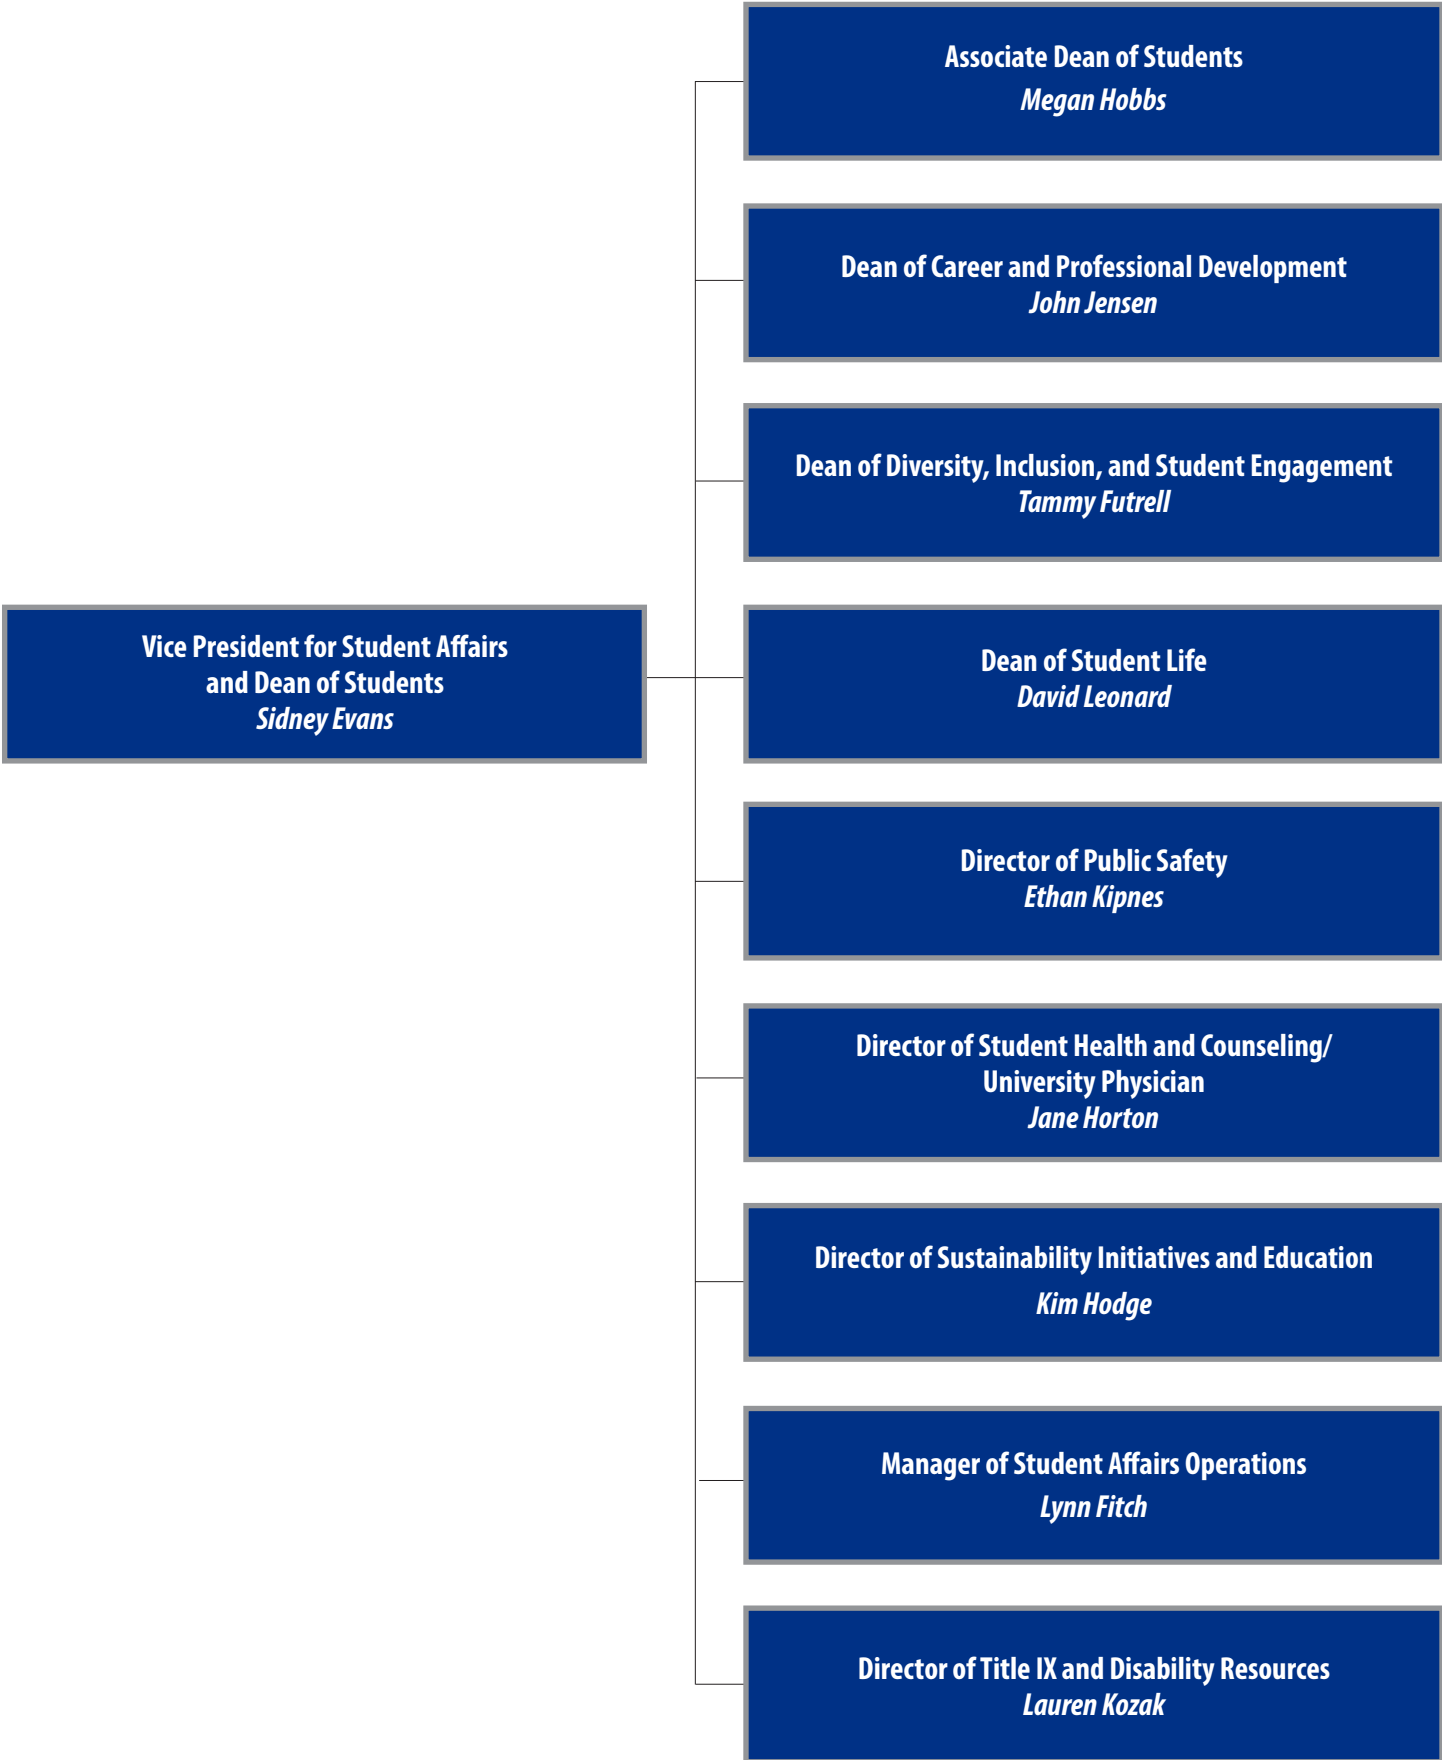 Associate Dean of Students
Megan Hobbs
Dean of Career and Professional Development
John Jensen
Dean of Diversity, Inclusion, and Student Engagement
Tammy Futrell
Vice President for Student Affairs
and Dean of Students
Sidney Evans
Dean of Student Life
David Leonard
Director of Public Safety
Ethan Kipnes
Director of Student Health and Counseling/
University Physician
Jane Horton
Director of Sustainability Initiatives and Education
Kim Hodge
Manager of Student Affairs Operations
Lynn Fitch
Director of Title IX and Disability Resources
Lauren Kozak